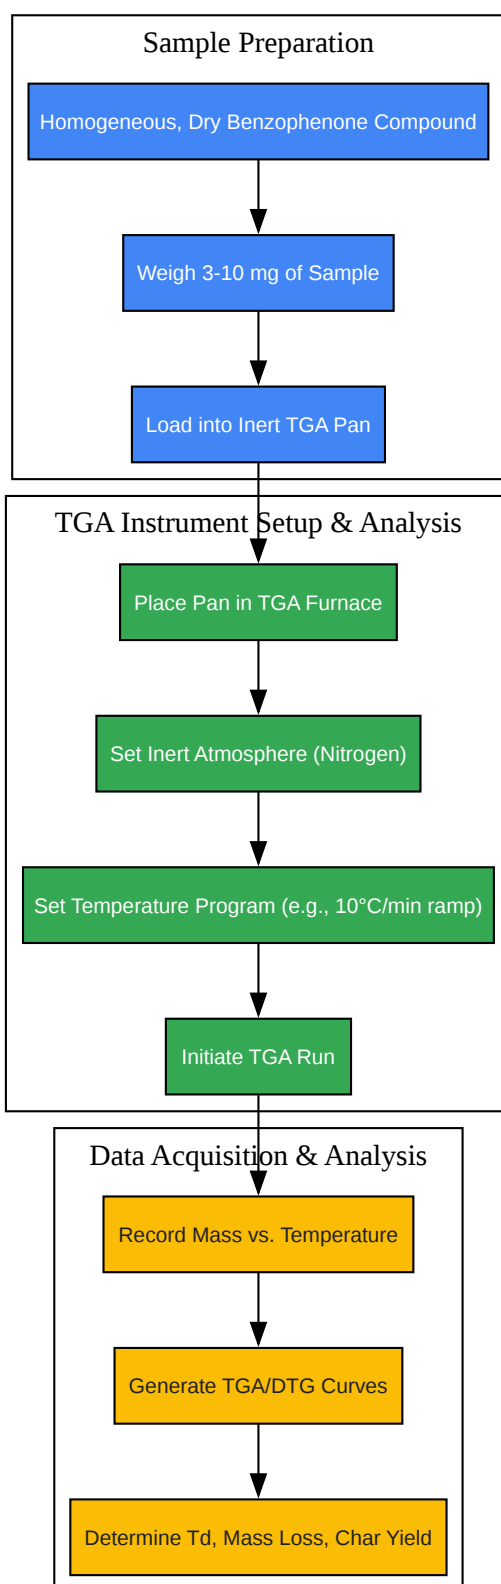 Sample Preparation
Homogeneous, Dry Benzophenone Compound
Weigh 3-10 mg of Sample
Load into Inert TGA Pan
TGA Instrument Setup & Analysis
Place Pan in TGA Furnace
Set Inert Atmosphere (Nitrogen)
Set Temperature Program (e.g., 10°C/min ramp)
Initiate TGA Run
Data Acquisition & Analysis
Record Mass vs. Temperature
Generate TGA/DTG Curves
Determine Td, Mass Loss, Char Yield